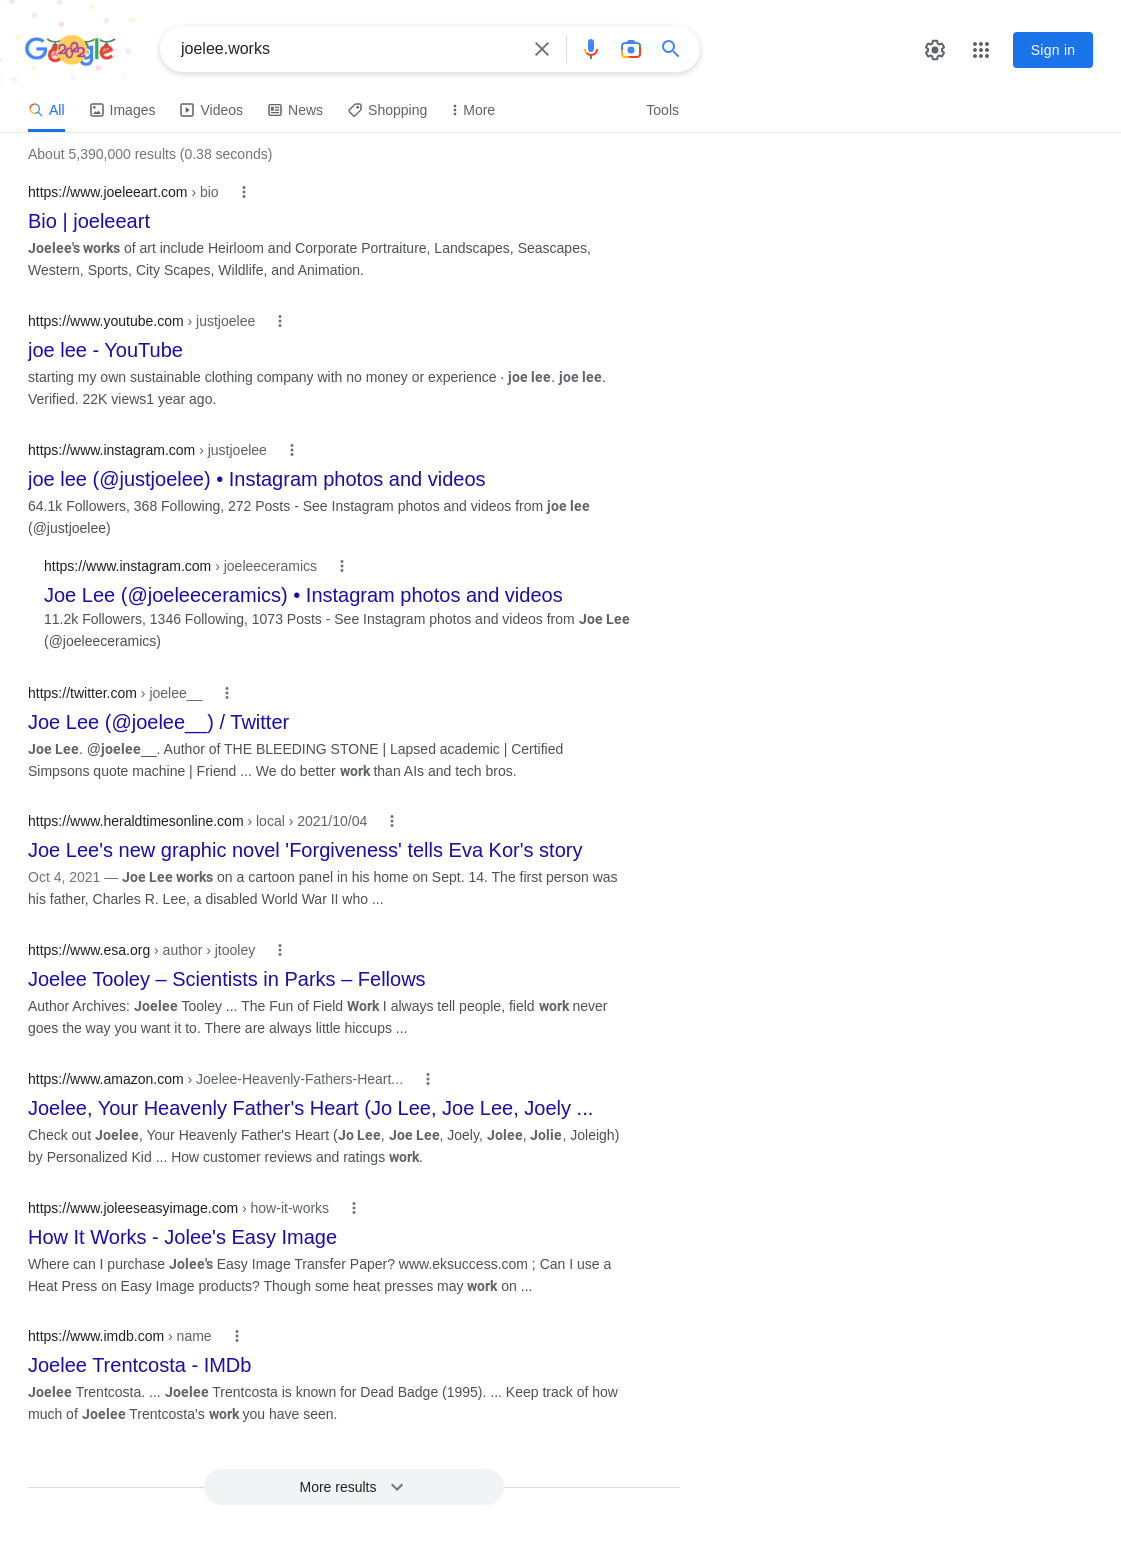 Google
joelee.works
Sign in
All
Images
Videos
News
Shopping
More
Tools
About 5,390,000 results (0.38 seconds)
https://www.joeleeart.com › bio
Bio | joeleeart
Joelee's works of art include Heirloom and Corporate Portraiture, Landscapes, Seascapes,
Western, Sports, City Scapes, Wildlife, and Animation.
https://www.youtube.com › justjoelee
joe lee - YouTube
starting my own sustainable clothing company with no money or experience · joe lee. joe lee.
Verified. 22K views1 year ago.
https://www.instagram.com › justjoelee
joe lee (@justjoelee) • Instagram photos and videos
64.1k Followers, 368 Following, 272 Posts - See Instagram photos and videos from joe lee
(@justjoelee)
https://www.instagram.com › joeleeceramics
Joe Lee (@joeleeceramics) • Instagram photos and videos
11.2k Followers, 1346 Following, 1073 Posts - See Instagram photos and videos from Joe Lee
(@joeleeceramics)
https://twitter.com › joelee__
Joe Lee (@joelee__) / Twitter
Joe Lee. @joelee__. Author of THE BLEEDING STONE | Lapsed academic | Certified
Simpsons quote machine | Friend ... We do better work than AIs and tech bros.
https://www.heraldtimesonline.com › local › 2021/10/04
Joe Lee's new graphic novel 'Forgiveness' tells Eva Kor's story
Oct 4, 2021 — Joe Lee works on a cartoon panel in his home on Sept. 14. The first person was
his father, Charles R. Lee, a disabled World War II who ...
https://www.esa.org › author › jtooley
Joelee Tooley – Scientists in Parks – Fellows
Author Archives: Joelee Tooley ... The Fun of Field Work I always tell people, field work never
goes the way you want it to. There are always little hiccups ...
https://www.amazon.com › Joelee-Heavenly-Fathers-Heart...
Joelee, Your Heavenly Father's Heart (Jo Lee, Joe Lee, Joely ...
Check out Joelee, Your Heavenly Father's Heart (Jo Lee, Joe Lee, Joely, Jolee, Jolie, Joleigh)
by Personalized Kid ... How customer reviews and ratings work.
https://www.joleeseasyimage.com › how-it-works
How It Works - Jolee's Easy Image
Where can I purchase Jolee's Easy Image Transfer Paper? www.eksuccess.com ; Can I use a
Heat Press on Easy Image products? Though some heat presses may work on ...
https://www.imdb.com › name
Joelee Trentcosta - IMDb
Joelee Trentcosta. ... Joelee Trentcosta is known for Dead Badge (1995). ... Keep track of how
much of Joelee Trentcosta's work you have seen.
More results